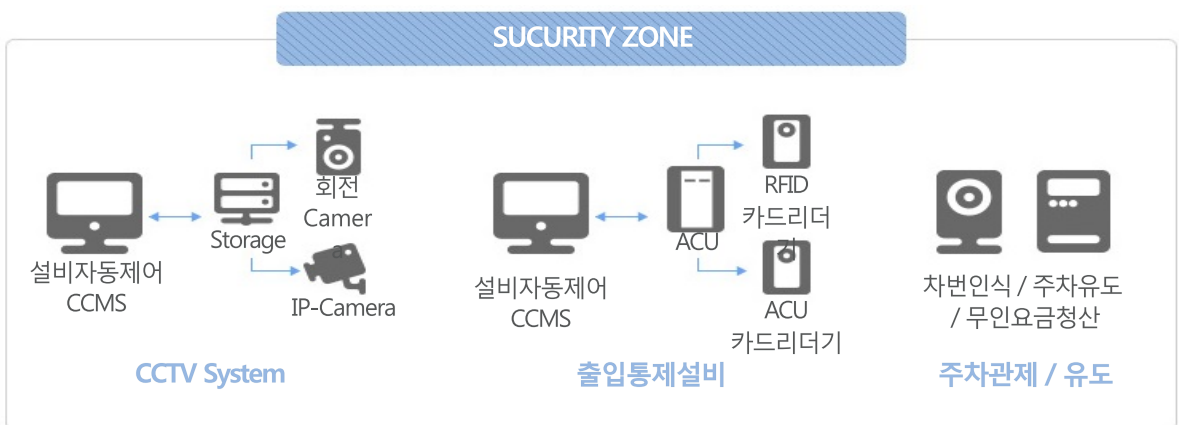 SUCURITY ZONE
설비자동제어
CCMS
Storage
회전
Camer
a
IP-Camera
CCTV System
설비자동제어
CCMS
ACU
RFID
카드리더
기
ACU
카드리더기
출입통제설비
차번인식 / 주차유도
/ 무인요금청산
주차관제 / 유도